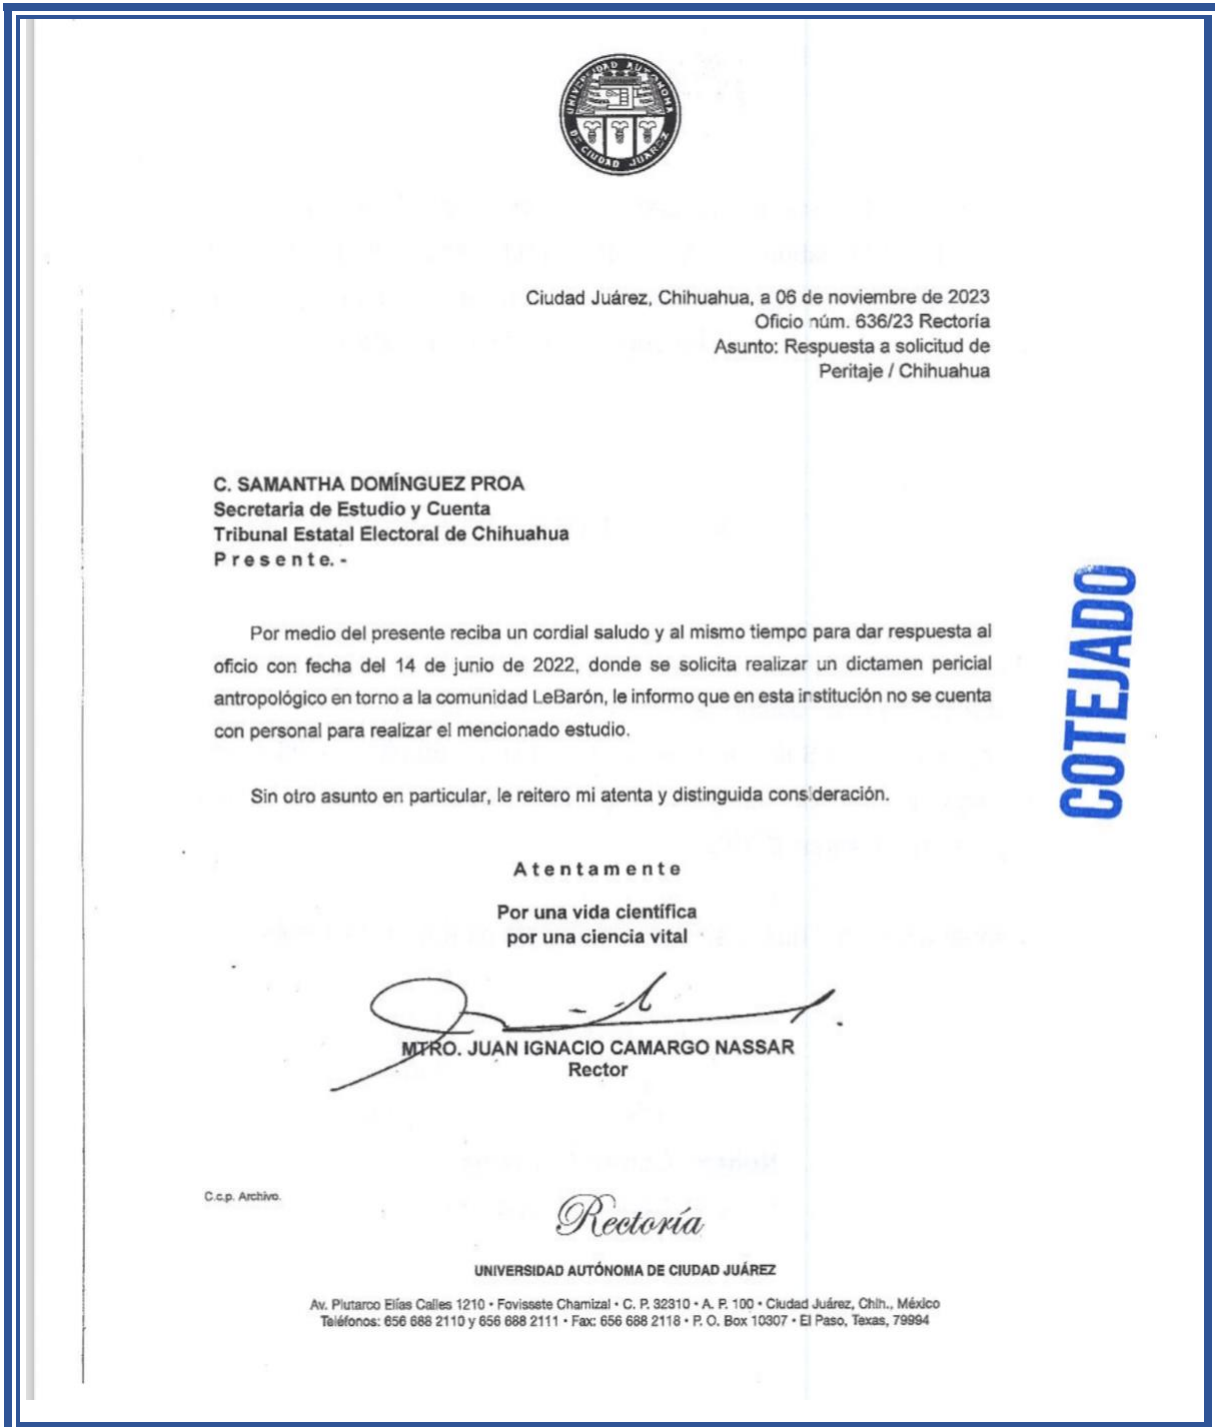 UNIVERSIDAD AUTONOMA
DE CIUDAD JUAREZ
Ciudad Juárez, Chihuahua, a 06 de noviembre de 2023
Oficio núm. 636/23 Rectoría
Asunto: Respuesta a solicitud de
Peritaje / Chihuahua
C. SAMANTHA DOMÍNGUEZ PROA
Secretaria de Estudio y Cuenta
Tribunal Estatal Electoral de Chihuahua
P r e s e n t e. -
Por medio del presente reciba un cordial saludo y al mismo tiempo para dar respuesta al
oficio con fecha del 14 de junio de 2022, donde se solicita realizar un dictamen pericial
antropológico en torno a la comunidad LeBarón, le informo que en esta institución no se cuenta
con personal para realizar el mencionado estudio.
COTEJADO
Sin otro asunto en particular, le reitero mi atenta y distinguida consideración.
A t e n t a m e n t e
Por una vida científica
por una ciencia vital
MTRO. JUAN IGNACIO CAMARGO NASSAR
Rector
C.c.p. Archivo.
Rectoría
UNIVERSIDAD AUTÓNOMA DE CIUDAD JUÁREZ
Av. Plutarco Elías Calles 1210 • Fovissste Chamizal • C. P. 32310 • A. P. 100 • Ciudad Juárez, Chih., México
Teléfonos: 656 688 2110 y 656 688 2111 • Fax: 656 688 2118 • P. O. Box 10307 • El Paso, Texas, 79994